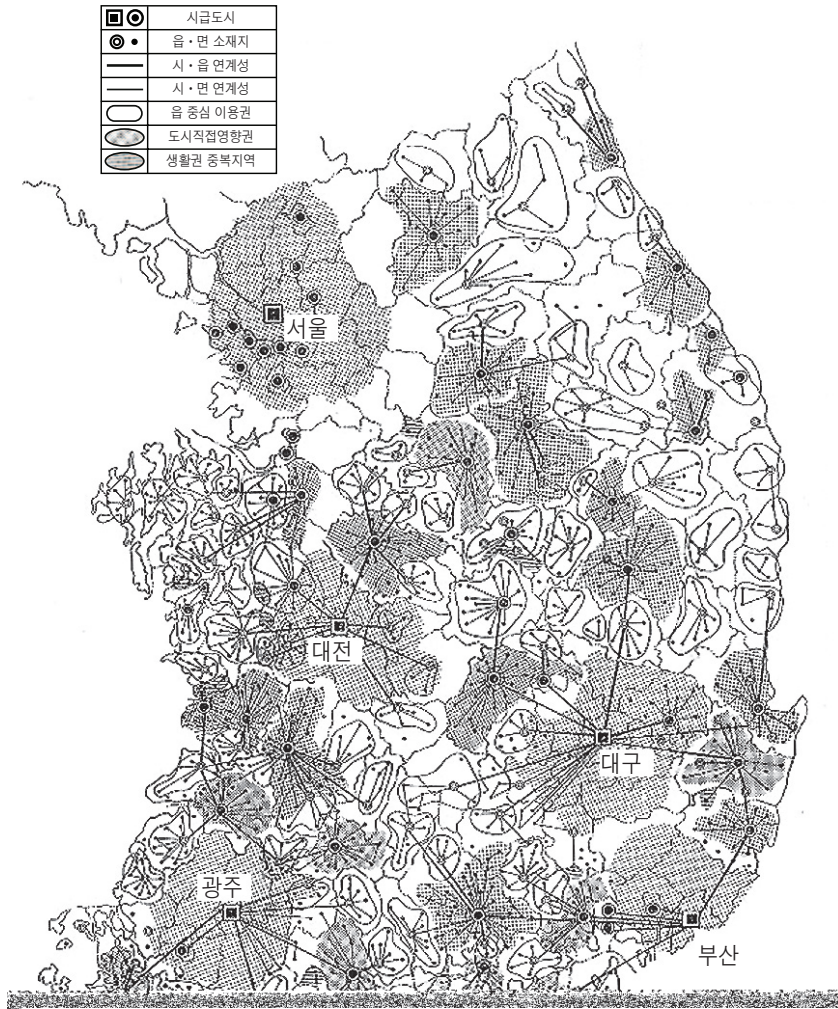 시급도시
읍·면 소재지
시·읍 연계성
시·면 연계성
읍 중심 이용권
도시직접영향권
생활권 중복지역
서울
대전
대구
광주
부산